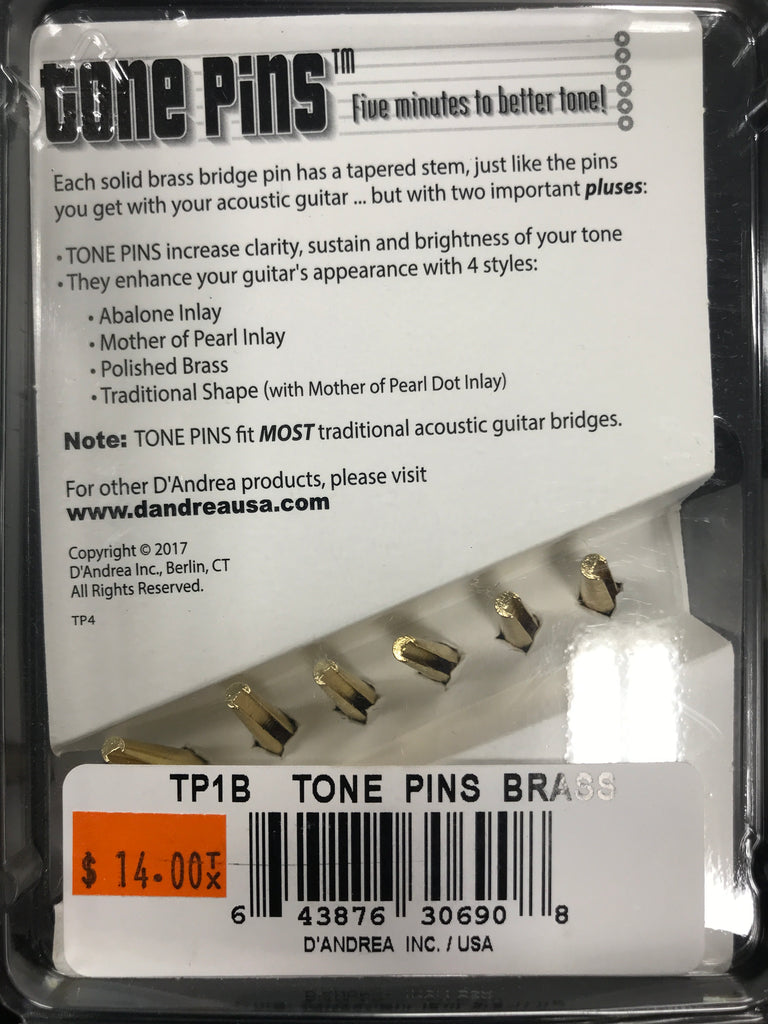 tone Pins™
Five minutes to better tone!
Each solid brass bridge pin has a tapered stem, just like the pins
you get with your acoustic guitar ... but with two important pluses:
• TONE PINS increase clarity, sustain and brightness of your tone
• They enhance your guitar's appearance with 4 styles:
• Abalone Inlay
• Mother of Pearl Inlay
• Polished Brass
• Traditional Shape (with Mother of Pearl Dot Inlay)
Note: TONE PINS fit MOST traditional acoustic guitar bridges.
For other D'Andrea products, please visit
www.dandreausa.com
Copyright © 2017
D'Andrea Inc., Berlin, CT
All Rights Reserved.
TP4
TP1B TONE PINS BRASS
$ 14.00 TX
6 43876 30690 8
D'ANDREA INC. / USA